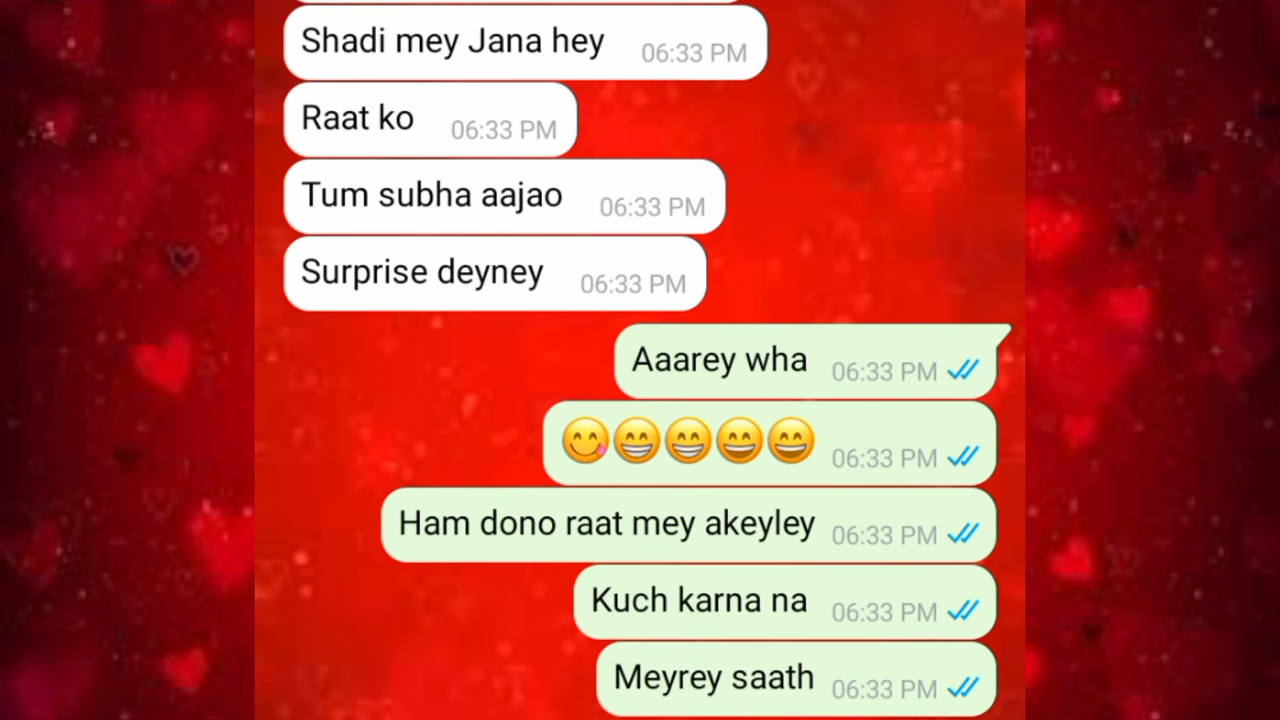 Shadi mey Jana hey 06:33 PM
Raat ko 06:33 PM
Tum subha aajao 06:33 PM
Surprise deyney 06:33 PM
Aaarey wha 06:33 PM
😋😁😁😄😄 06:33 PM
Ham dono raat mey akeyley 06:33 PM
Kuch karna na 06:33 PM
Meyrey saath 06:33 PM